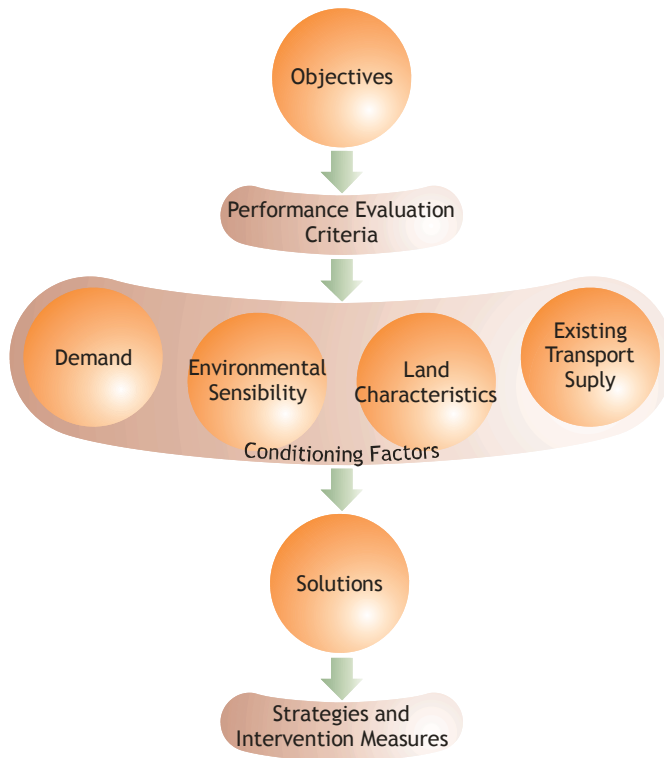 Objectives
Performance Evaluation
Criteria
Demand
Environmental
Sensibility
Land
Characteristics
Existing
Transport
Suply
Conditioning Factors
Solutions
Strategies and
Intervention Measures